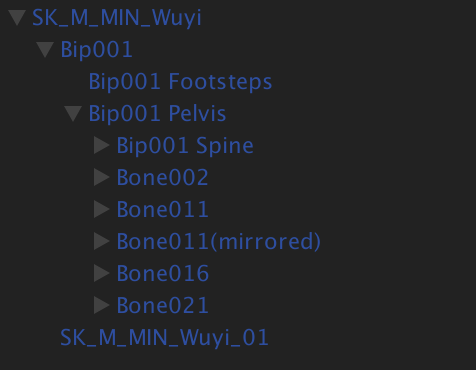 SK_M_MIN_Wuyi
Bip001
Bip001 Footsteps
Bip001 Pelvis
Bip001 Spine
Bone002
Bone011
Bone011(mirrored)
Bone016
Bone021
SK_M_MIN_Wuyi_01